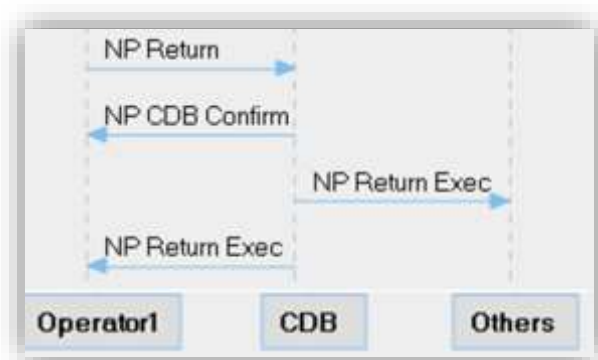 NP Return
NP CDB Confirm
NP Return Exec
NP Return Exec
Operator1 CDB Others